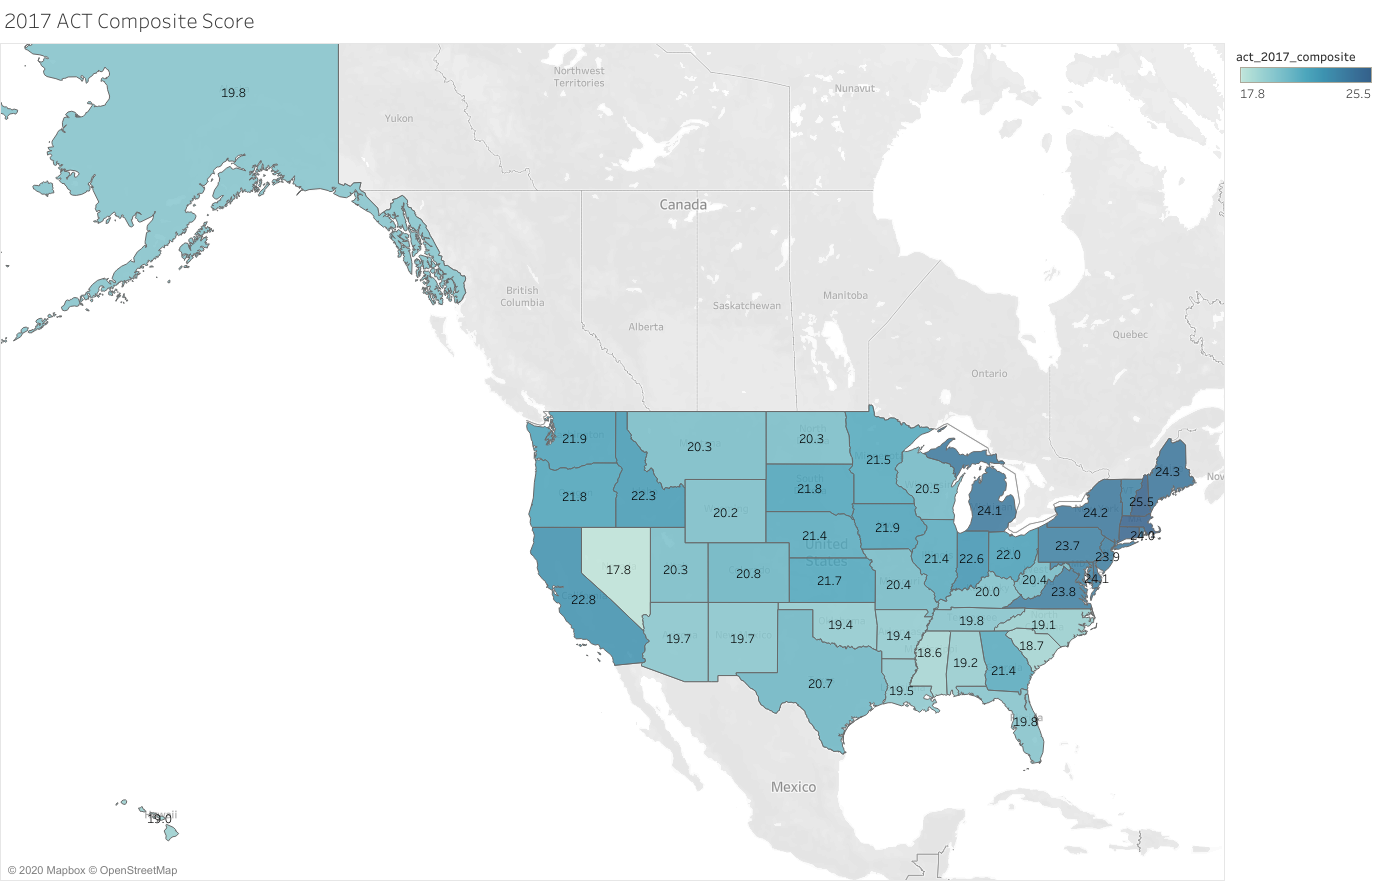 2017 ACT Composite Score
act_2017_composite
17.8
25.5
Northwest
Territories
Nunavut
19.8
Yukon
Canada
British
Columbia
Saskatchewan
Manitoba
Alberta
Quebec
Ontario
21.9
20.3
20.3
21.5
24.3
Nov
21.8
22.3
21.8
20.5
24.1
25.5
24.2
20.2
21.9
24.0
21.4
United
States
21.4
22.6
22.0
23.7
23.9
17.8
20.3
20.8
21.7
20.4
20.4
24.1
22.8
20.0
23.8
19.8
19.1
19.7
19.7
19.4
19.4
18.6
19.2
18.7
21.4
20.7
19.5
19.8
Mexico
Hawaii
19.0
© 2020 Mapbox © OpenStreetMap